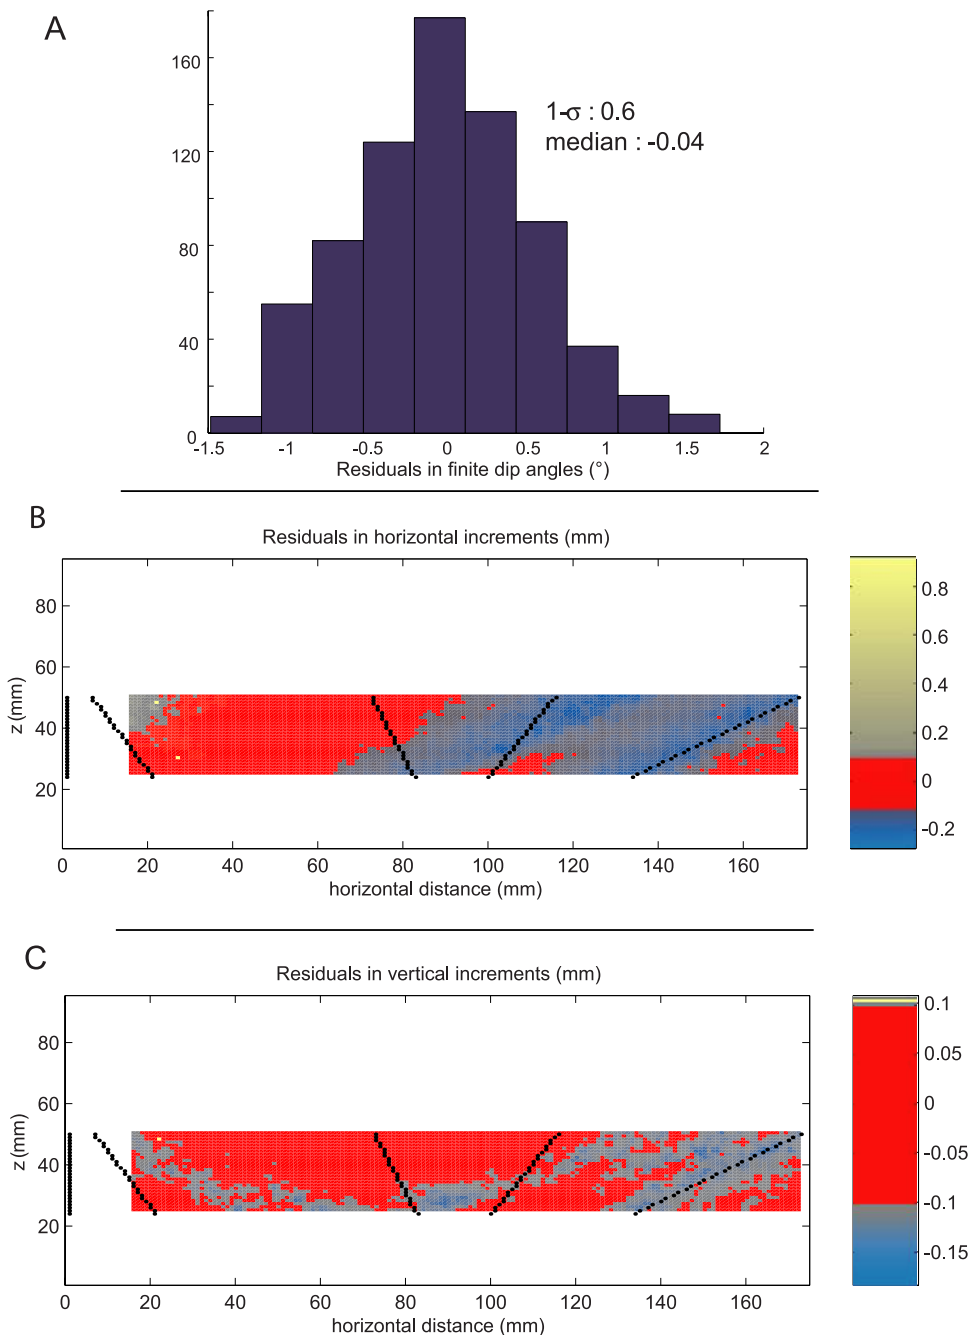 A
160
120
80
40
0
1-σ : 0.6
median : -0.04
-1.5 -1 -0.5 0 0.5 1 1.5 2
Residuals in finite dip angles (°)
B
Residuals in horizontal increments (mm)
80
60
40
20
z (mm)
0 20 40 60 80 100 120 140 160
horizontal distance (mm)
0.8
0.6
0.4
0.2
0
-0.2
C
Residuals in vertical increments (mm)
80
60
40
20
z (mm)
0 20 40 60 80 100 120 140 160
horizontal distance (mm)
0.1
0.05
0
-0.05
-0.1
-0.15